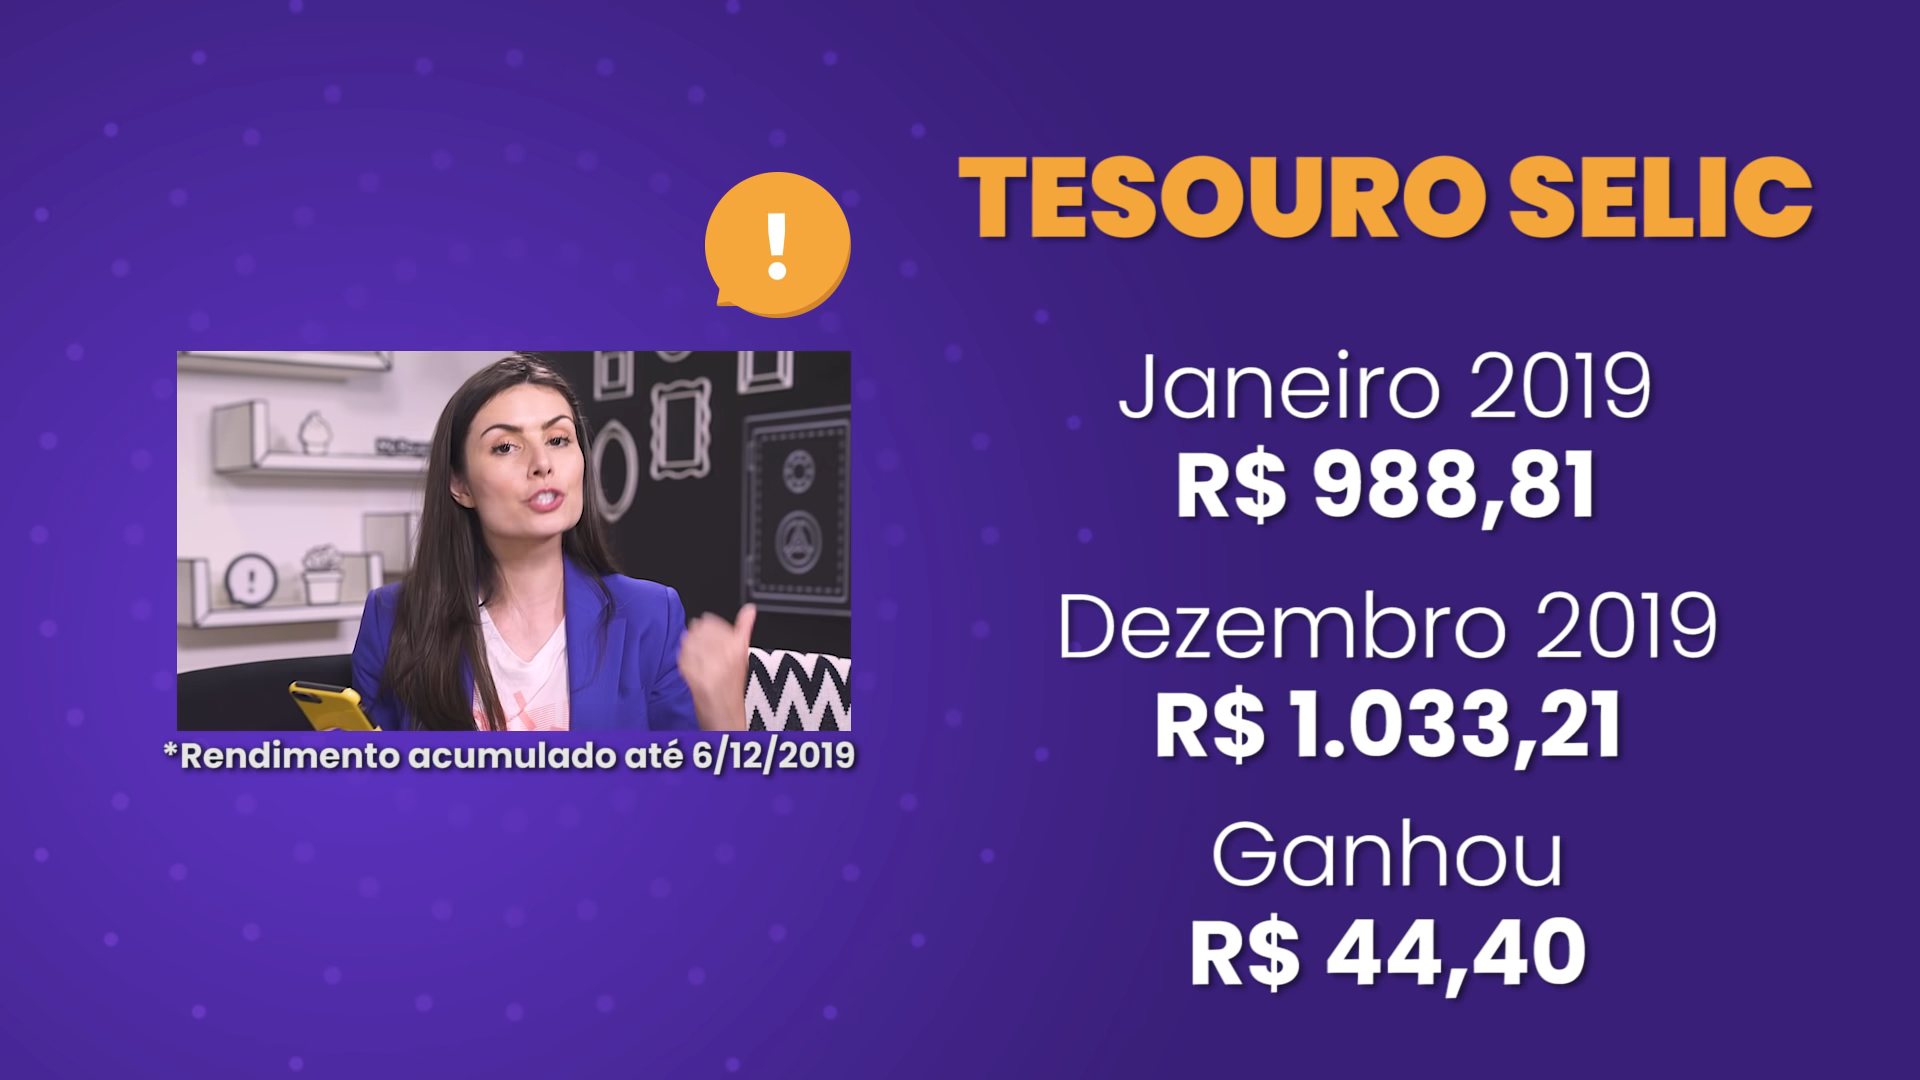 !
TESOURO SELIC
Janeiro 2019
R$ 988,81
Dezembro 2019
R$ 1.033,21
Ganhou
R$ 44,40
*Rendimento acumulado até 6/12/2019